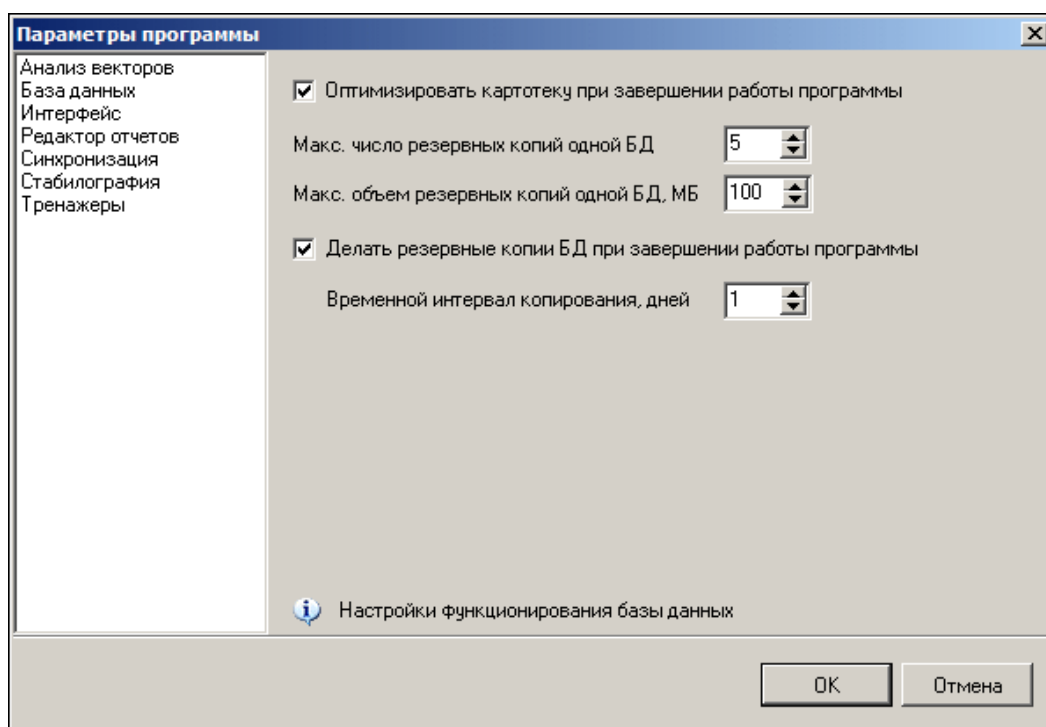 Параметры программы
Анализ векторов
База данных
Интерфейс
Редактор отчетов
Синхронизация
Стабилография
Тренажеры
Оптимизировать картотеку при завершении работы программы
Макс. число резервных копий одной БД 5
Макс. объем резервных копий одной БД, МБ 100
Делать резервные копии БД при завершении работы программы
Временной интервал копирования, дней 1
Настройки функционирования базы данных
OK Отмена